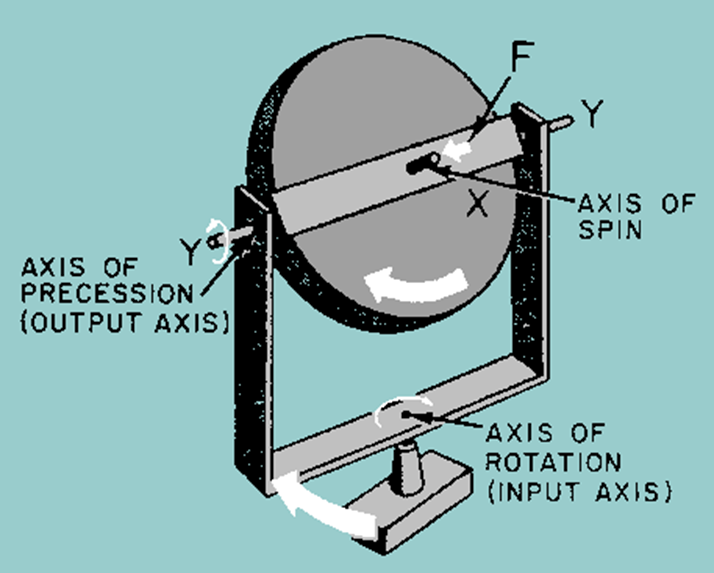 F
Y
X
AXIS OF
SPIN
Y
AXIS OF
PRECESSION
(OUTPUT AXIS)
AXIS OF
ROTATION
(INPUT AXIS)